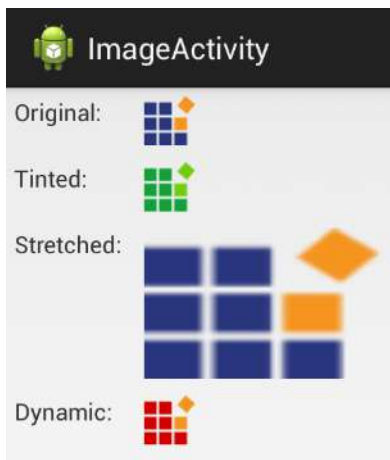 ImageActivity
Original:
Tinted:
Stretched:
Dynamic: